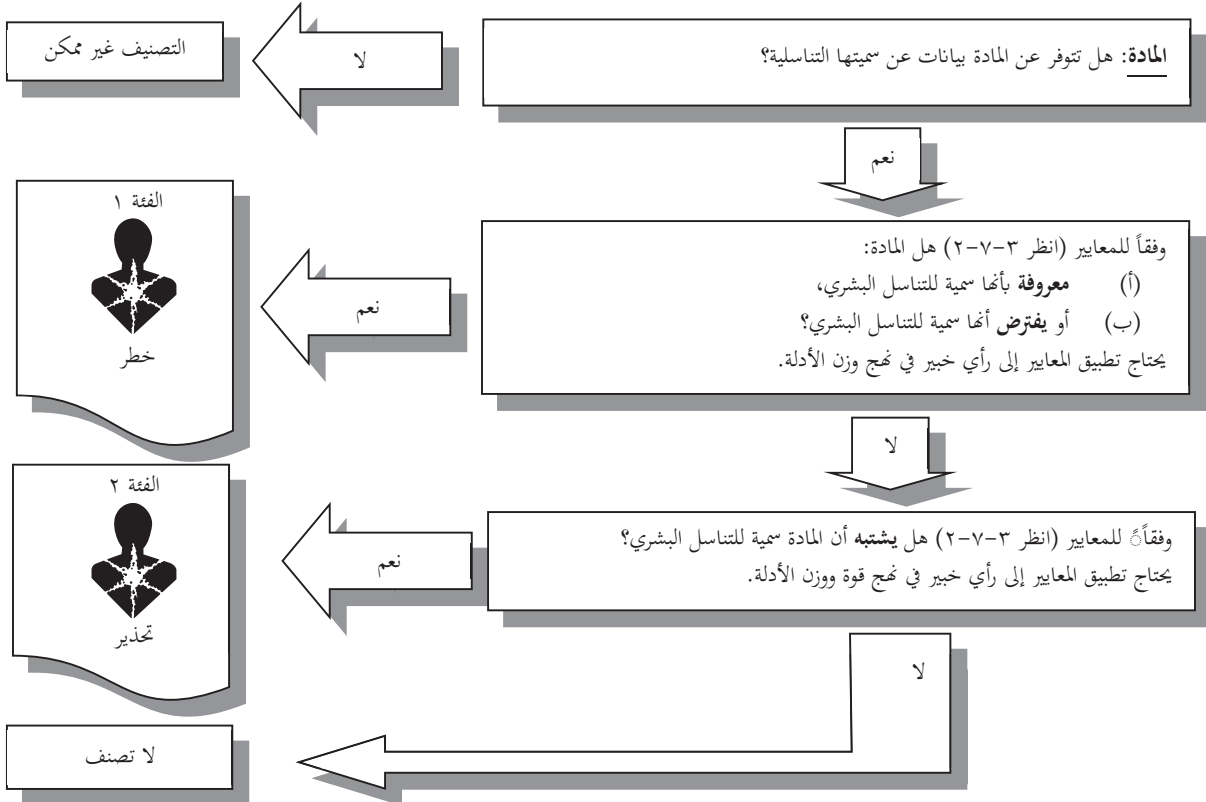 المادة: هل تتوفر عن المادة بيانات عن سميتها التناسلية؟
لا
التصنيف غير ممكن
نعم
وفقاً للمعايير (انظر ٣-٧-٢) هل المادة:
(أ) معروفة بأنها سمية للتناسل البشري،
(ب) أو يفترض أنها سمية للتناسل البشري؟
يحتاج تطبيق المعايير إلى رأي خبير في نهج وزن الأدلة.
نعم
الفئة ١
خطر
لا
وفقاًً للمعايير (انظر ٣-٧-٢) هل يشتبه أن المادة سمية للتناسل البشري؟
يحتاج تطبيق المعايير إلى رأي خبير في نهج قوة ووزن الأدلة.
نعم
الفئة ٢
تحذير
لا
لا تصنف